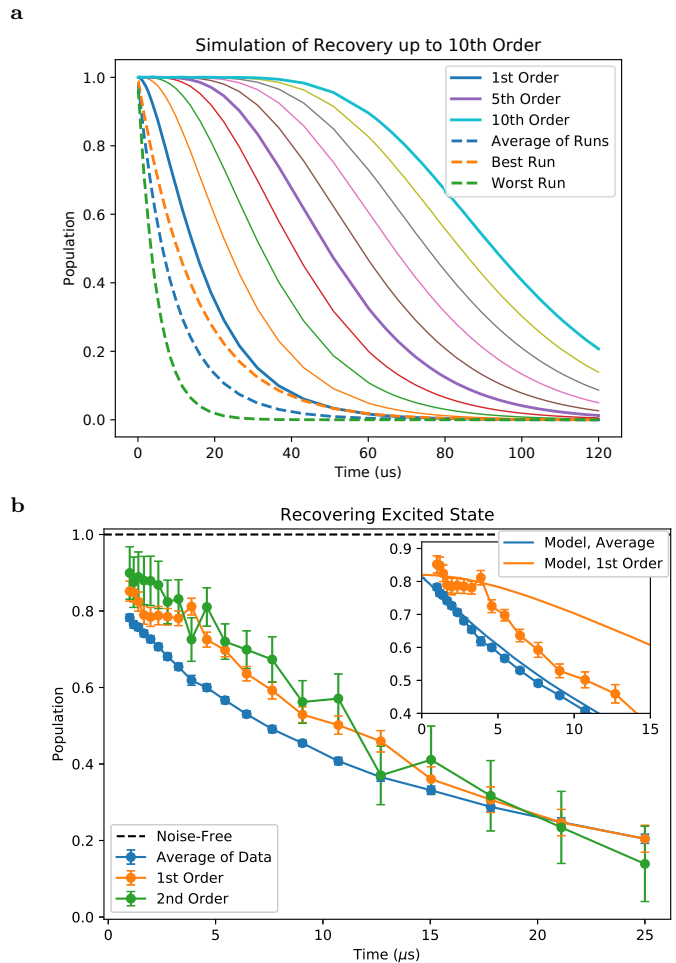 a
Simulation of Recovery up to 10th Order
1st Order
5th Order
10th Order
Average of Runs
Best Run
Worst Run
Population
1.0
0.8
0.6
0.4
0.2
0.0
0 20 40 60 80 100 120
Time (us)
b
Recovering Excited State
Model, Average
Model, 1st Order
0.9
0.8
0.7
0.6
0.5
0.4
0 5 10 15
Population
1.0
0.8
0.6
0.4
0.2
0.0
Noise-Free
Average of Data
1st Order
2nd Order
0 5 10 15 20 25
Time (μs)